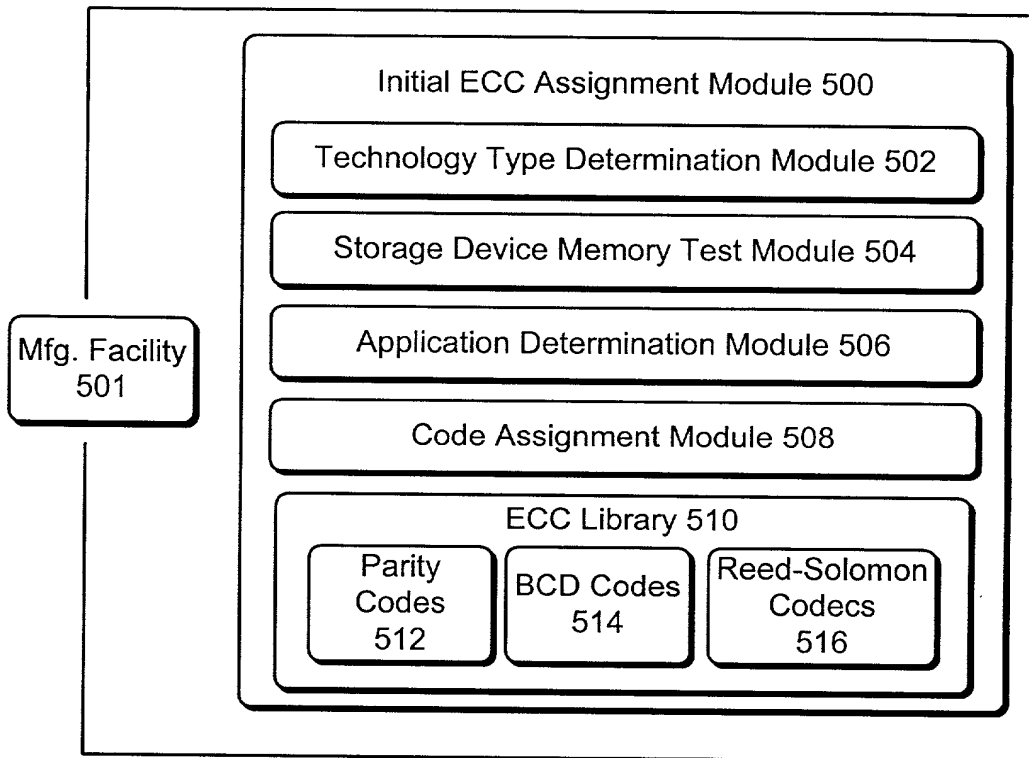 Initial ECC Assignment Module 500
Technology Type Determination Module 502
Storage Device Memory Test Module 504
Mfg. Facility
501
Application Determination Module 506
Code Assignment Module 508
ECC Library 510
Parity
Codes
512
BCD Codes
514
Reed-Solomon
Codecs
516